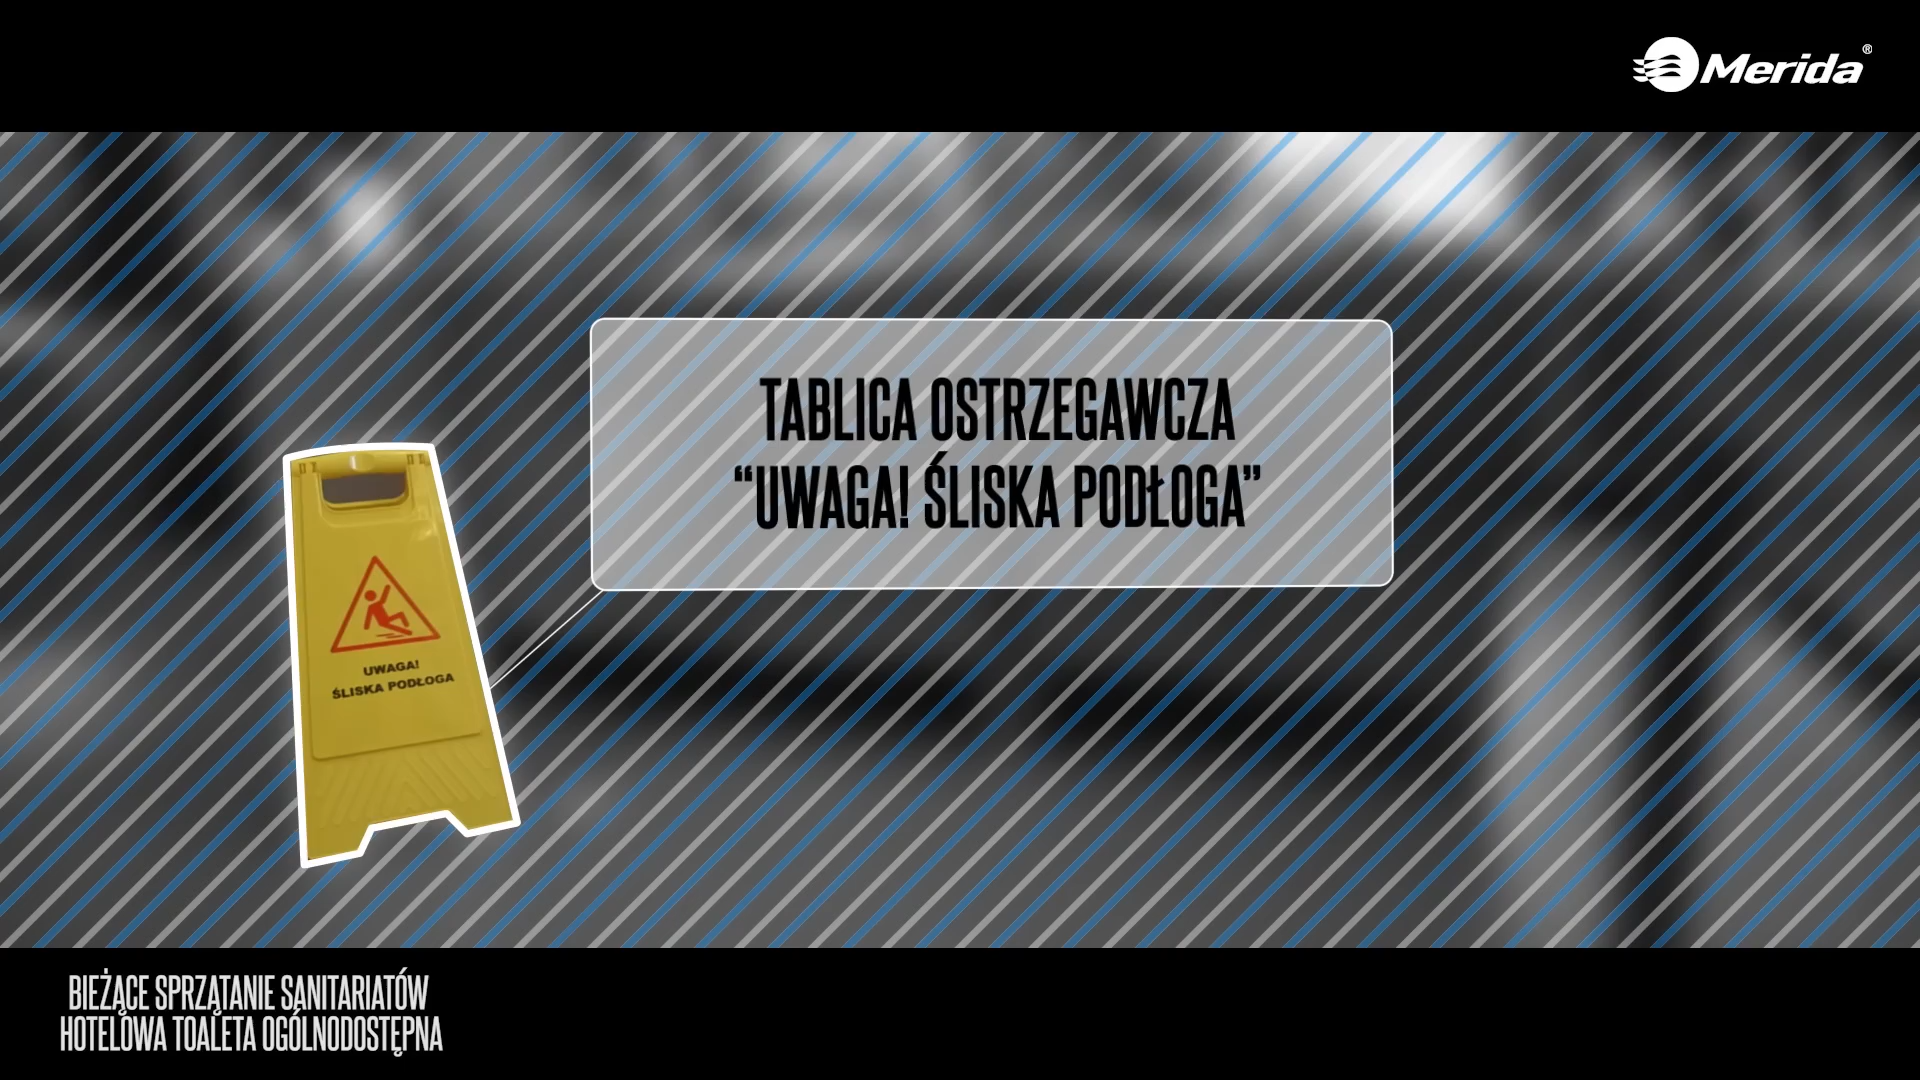 Merida®
TABLICA OSTRZEGAWCZA
“UWAGA! ŚLISKA PODŁOGA”
UWAGA!
ŚLISKA PODŁOGA
BIEŻĄCE SPRZĄTANIE SANITARIATÓW
HOTELOWA TOALETA OGÓLNODOSTĘPNA